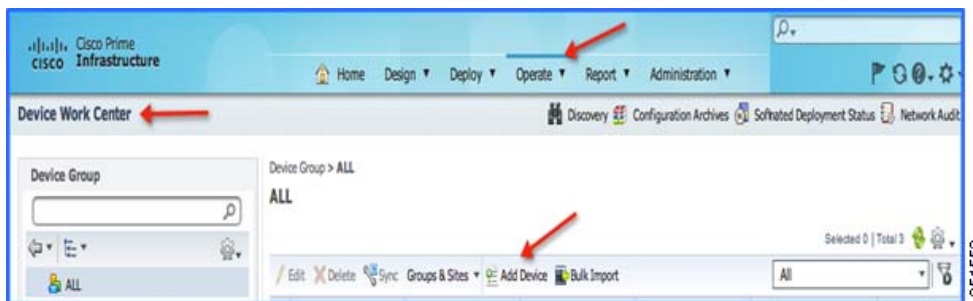 Cisco Prime
CISCO Infrastructure
Home Design Deploy Operate Report Administration
Device Work Center
Discovery Configuration Archives Softrated Deployment Status Network Audit
Device Group
Device Group > ALL
ALL
Selected 0 | Total 3
Edit Delete Sync Groups & Sites Add Device Bulk Import
All
ALL